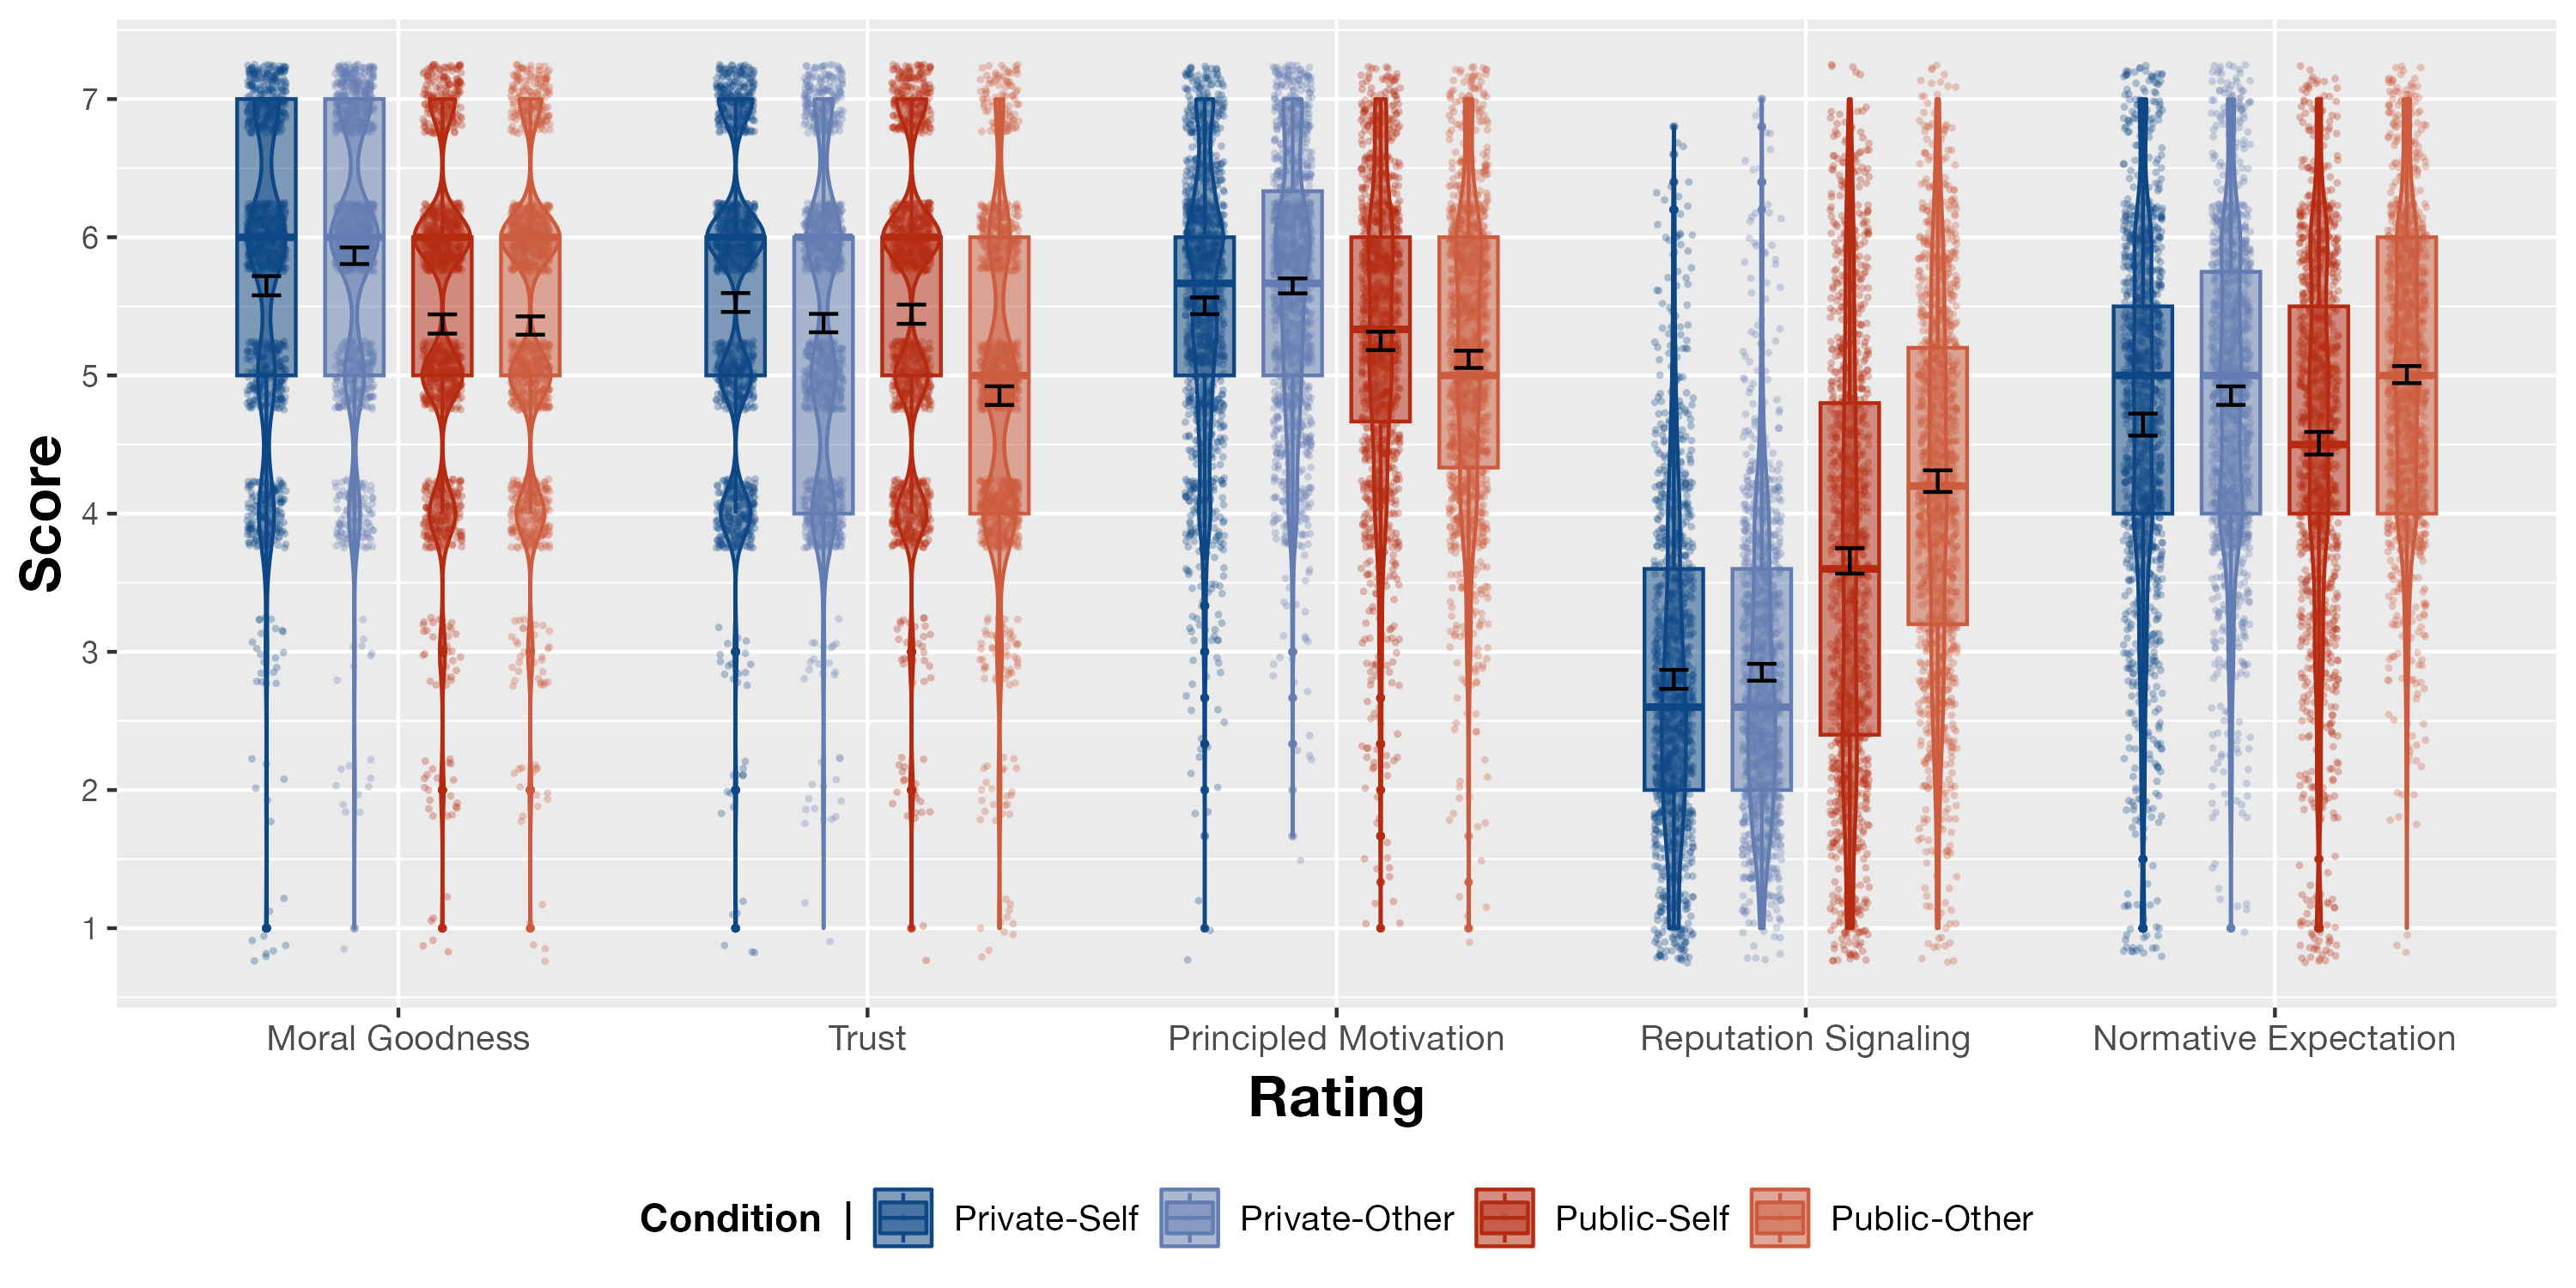 7
6
5
4
3
2
1
Score
Moral Goodness Trust Principled Motivation Reputation Signaling Normative Expectation
Rating
Condition | Private-Self Private-Other Public-Self Public-Other